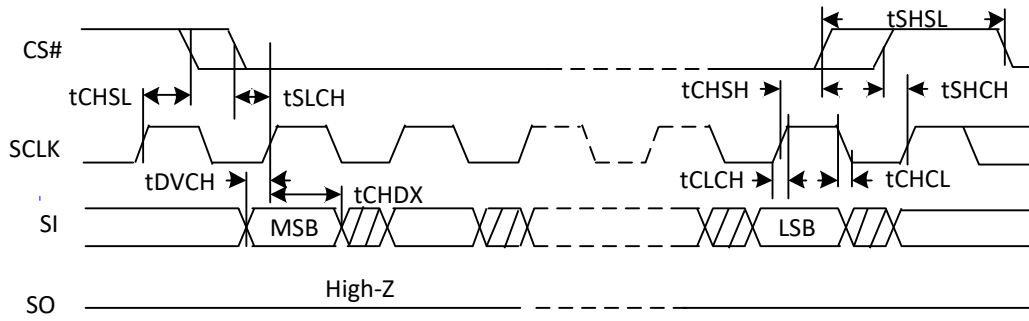 tSHSL
CS#
tCHSL
tSLCH
tCHSH
tSHCH
SCLK
tDVCH
tCHDX
tCLCH
tCHCL
SI
MSB
LSB
High-Z
SO